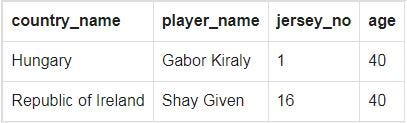 country_name player_name jersey_no age
Hungary Gabor Kiraly 1 40
Republic of Ireland Shay Given 16 40